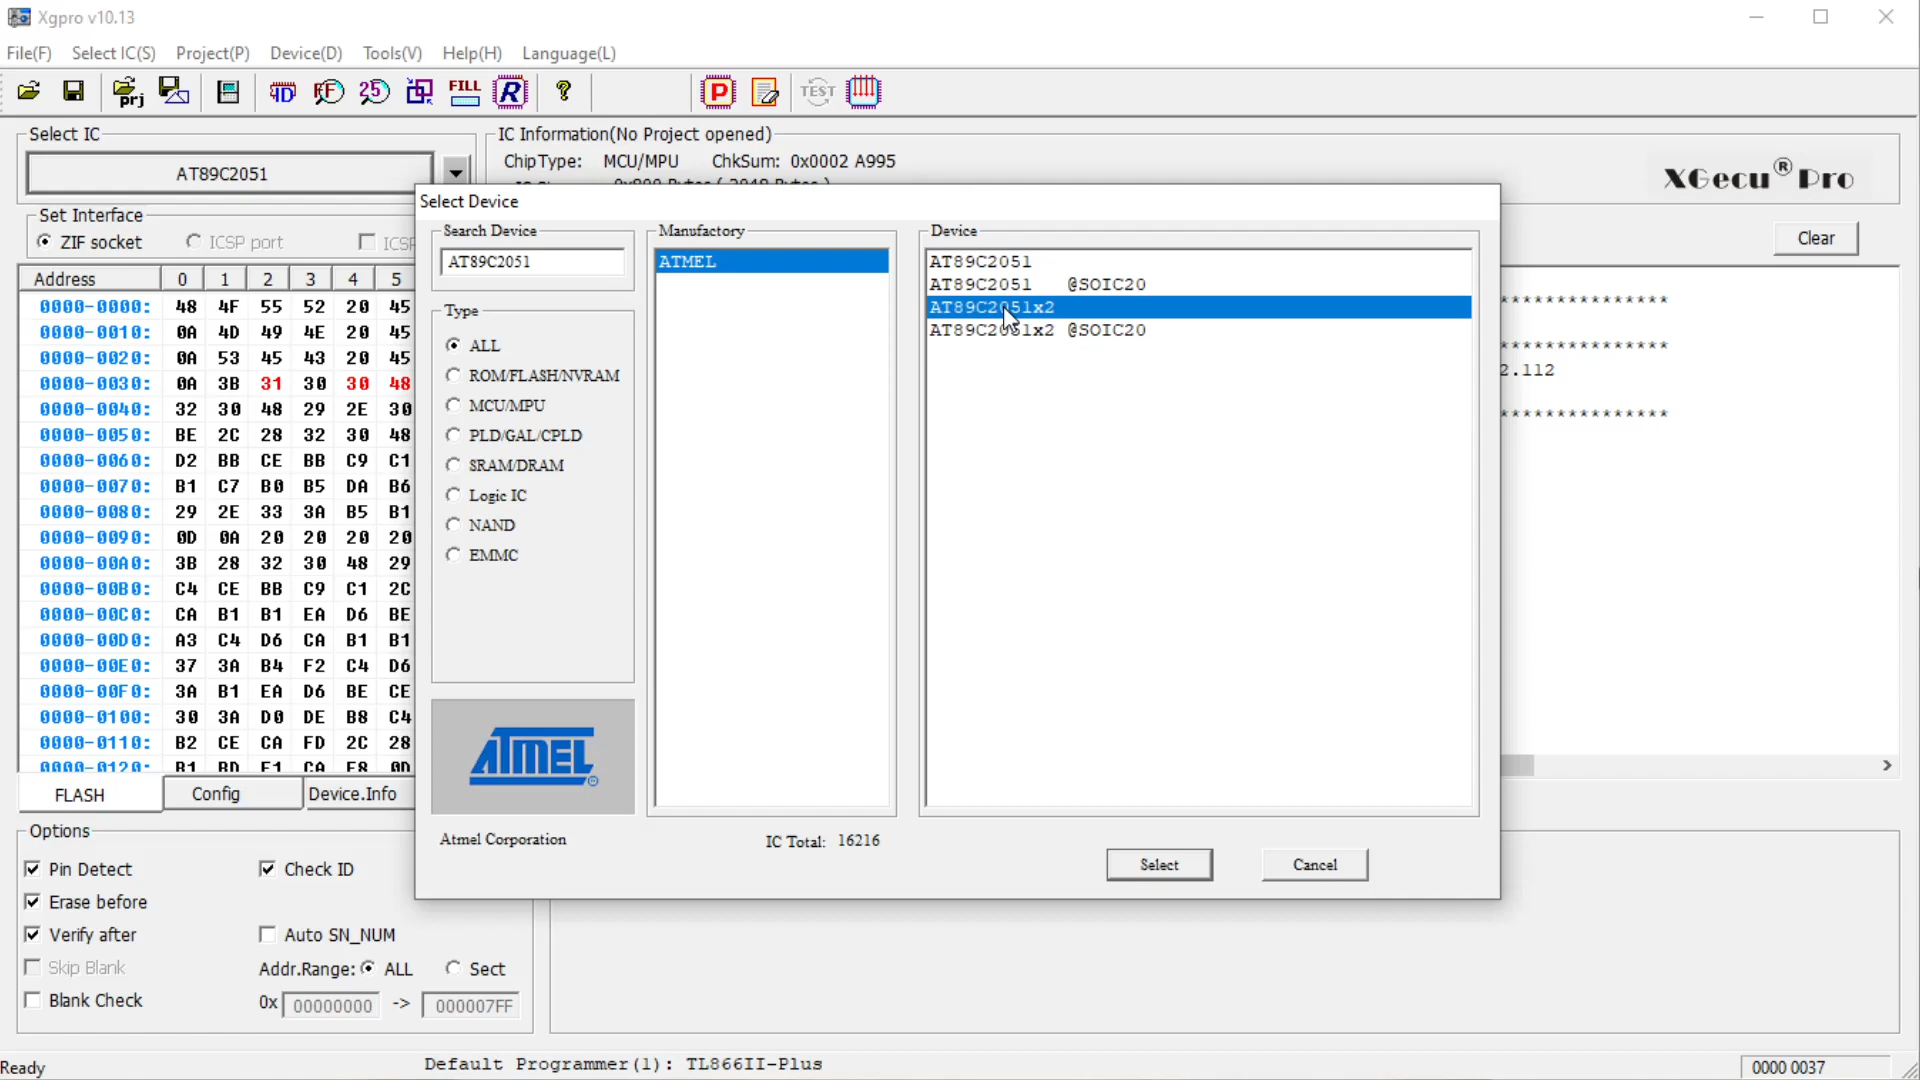 Xgpro v10.13
File(F) Select IC(S) Project(P) Device(D) Tools(V) Help(H) Language(L)
prj ID FF 25 FILL R ? P TEST
Select IC
AT89C2051
IC Information(No Project opened)
ChipType: MCU/MPU ChkSum: 0x0002 A995
XGecu® Pro
Set Interface
ZIF socket ICSP port
Clear
Address 0 1 2 3 4 5
0000-0000: 48 4F 55 52 20 45
0000-0010: 0A 4D 49 4E 20 45
0000-0020: 0A 53 45 43 20 45
0000-0030: 0A 3B 31 30 30 48
0000-0040: 32 30 48 29 2E 30
0000-0050: BE 2C 28 32 30 48
0000-0060: D2 BB CE BB C9 C1
0000-0070: B1 C7 B0 B5 DA B6
0000-0080: 29 2E 33 3A B5 B1
0000-0090: 0D 0A 20 20 20 20
0000-00A0: 3B 28 32 30 48 29
0000-00B0: C4 CE BB C9 C1 2C
0000-00C0: CA B1 B1 EA D6 BE
0000-00D0: A3 C4 D6 CA B1 B1
0000-00E0: 37 3A B4 F2 C4 D6
0000-00F0: 3A B1 EA D6 BE CE
0000-0100: 30 3A D0 DE B8 C4
0000-0110: B2 CE CA FD 2C 28
0000-0120: B1 BD F1 CA E8 0D
FLASH Config Device.Info
Select Device
Search Device
AT89C2051
Type
ALL
ROM/FLASH/NVRAM
MCU/MPU
PLD/GAL/CPLD
SRAM/DRAM
Logic IC
NAND
EMMC
ATMEL®
Atmel Corporation
Manufactory
ATMEL
IC Total: 16216
Device
AT89C2051
AT89C2051 @SOIC20
AT89C2051x2
AT89C2051x2 @SOIC20
Select Cancel
***************
***************
2.112
***************
Options
Pin Detect Check ID
Erase before
Verify after Auto SN_NUM
Skip Blank Addr.Range: ALL Sect
Blank Check 0x 00000000 -> 000007FF
Ready Default Programmer(1): TL866II-Plus 0000 0037